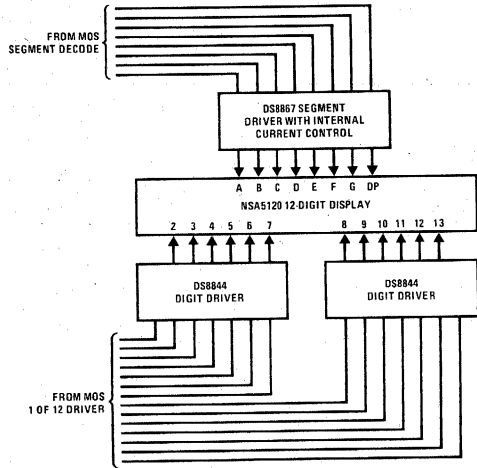 FROM MOS
SEGMENT DECODE
DS8867 SEGMENT
DRIVER WITH INTERNAL
CURRENT CONTROL
A B C D E F G DP
NSA5120 12-DIGIT DISPLAY
2 3 4 5 6 7 8 9 10 11 12 13
DS8844
DIGIT DRIVER
DS8844
DIGIT DRIVER
FROM MOS
1 OF 12 DRIVER